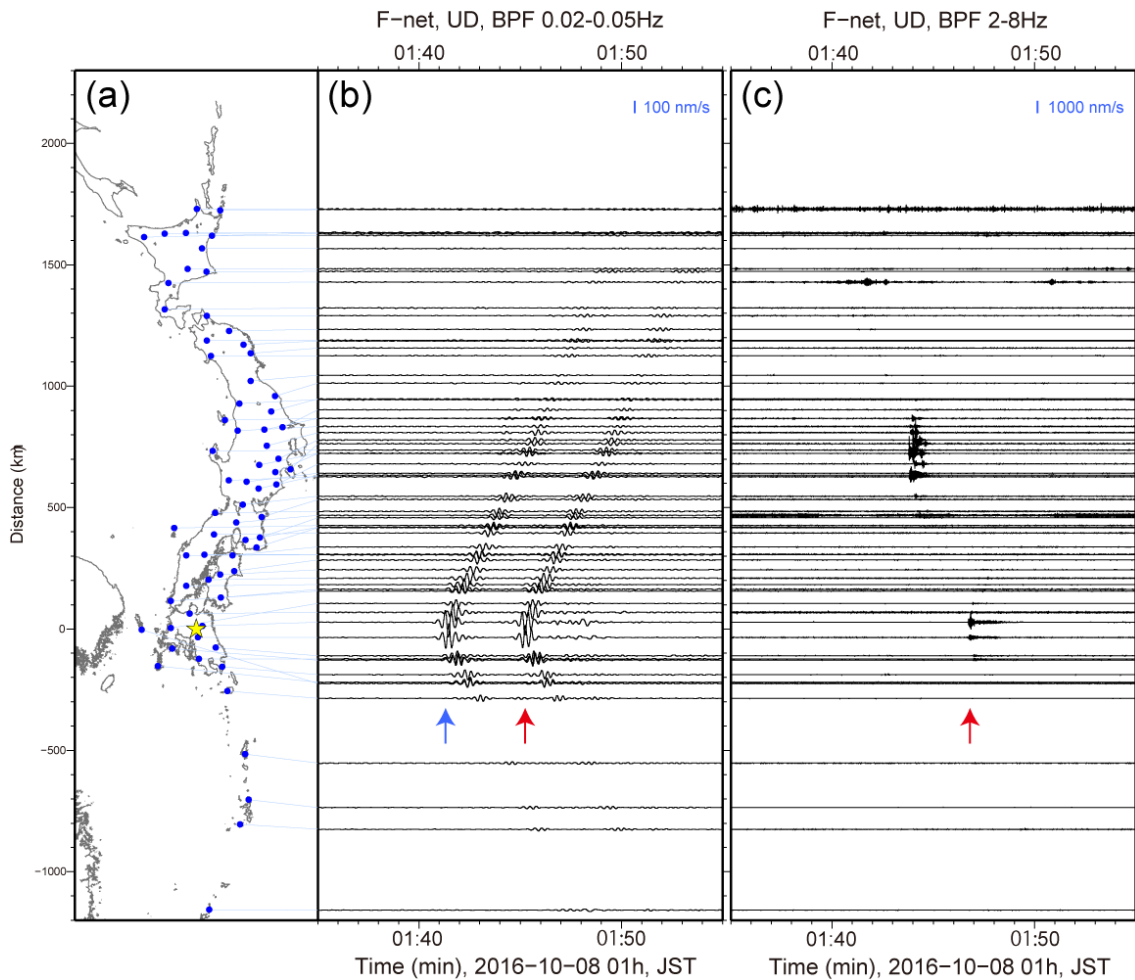 F−net, UD, BPF 0.02−0.05Hz
F−net, UD, BPF 2-8Hz
01:40 01:50
01:40 01:50
(a)
(b)
(c)
100 nm/s
1000 nm/s
Distance (km)
2000
1500
1000
500
0
−500
−1000
01:40 01:50
01:40 01:50
Time (min), 2016−10−08 01h, JST
Time (min), 2016−10−08 01h, JST